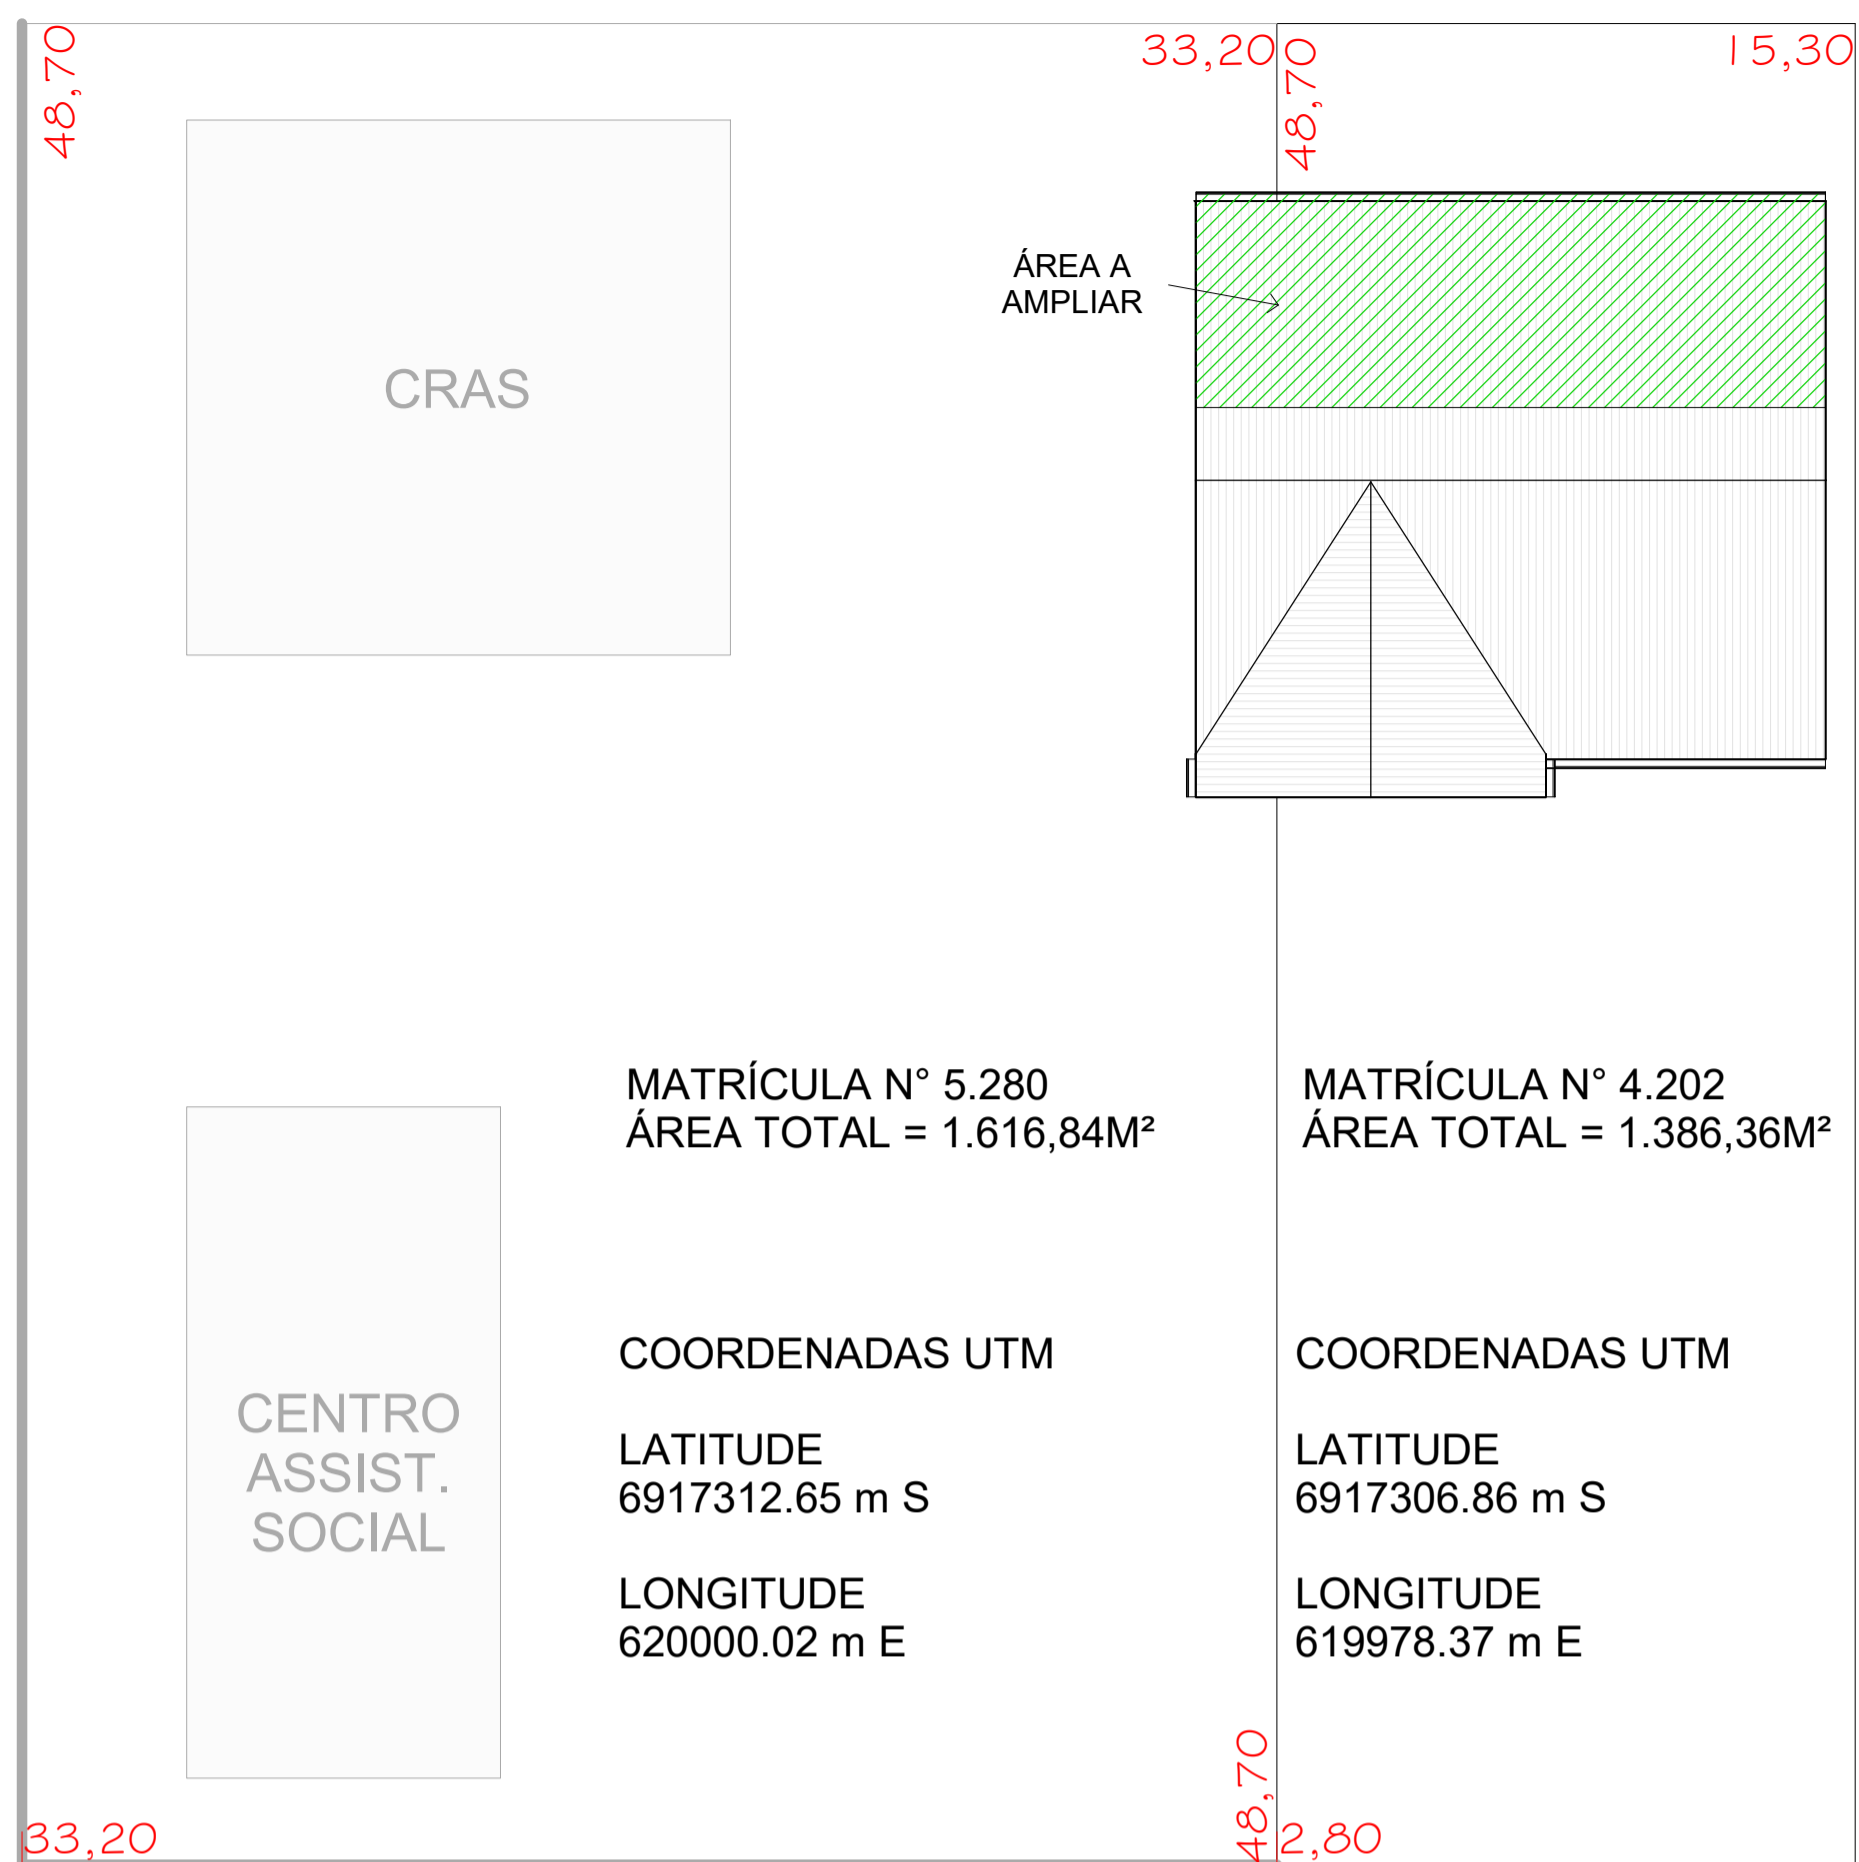 48,70
33,20
48,70
15,30
ÁREA A
AMPLIAR
CRAS
MATRÍCULA N° 5.280
ÁREA TOTAL = 1.616,84M²
MATRÍCULA N° 4.202
ÁREA TOTAL = 1.386,36M²
COORDENADAS UTM
LATITUDE
6917312.65 m S
LONGITUDE
620000.02 m E
COORDENADAS UTM
LATITUDE
6917306.86 m S
LONGITUDE
619978.37 m E
CENTRO
ASSIST.
SOCIAL
33,20
48,70
2,80